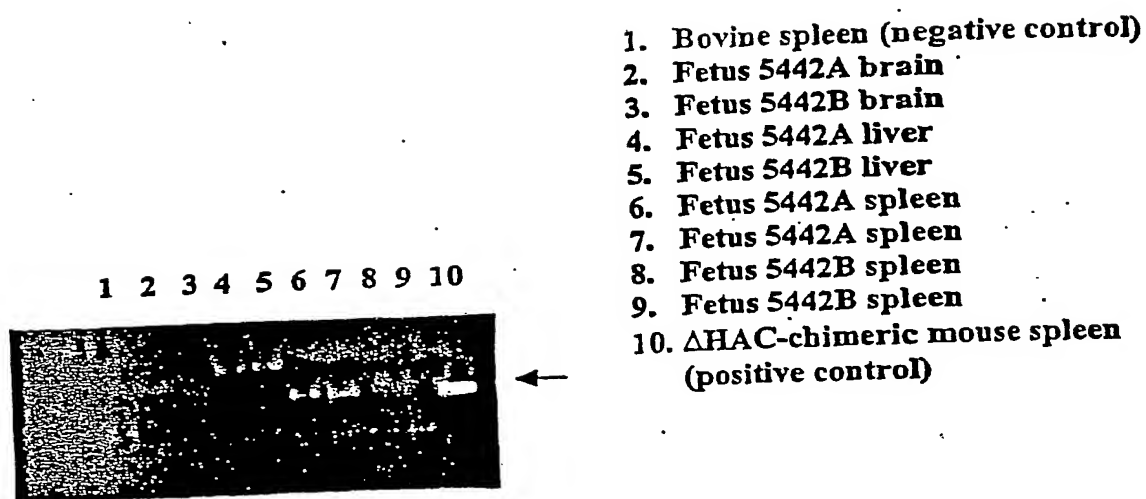 1. Bovine spleen (negative control)
2. Fetus 5442A brain
3. Fetus 5442B brain
4. Fetus 5442A liver
5. Fetus 5442B liver
6. Fetus 5442A spleen
7. Fetus 5442A spleen
8. Fetus 5442B spleen
9. Fetus 5442B spleen
10. ΔHAC-chimeric mouse spleen
(positive control)
1 2 3 4 5 6 7 8 9 10